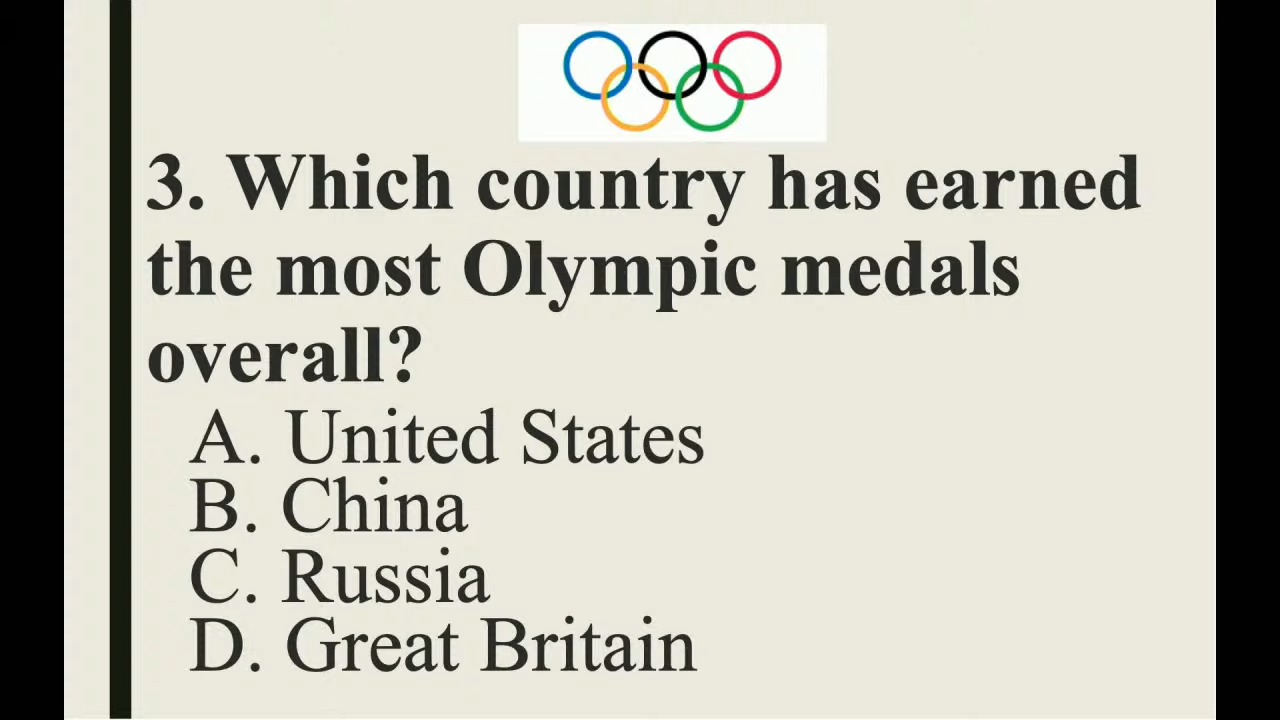 3. Which country has earned
the most Olympic medals
overall?
A. United States
B. China
C. Russia
D. Great Britain